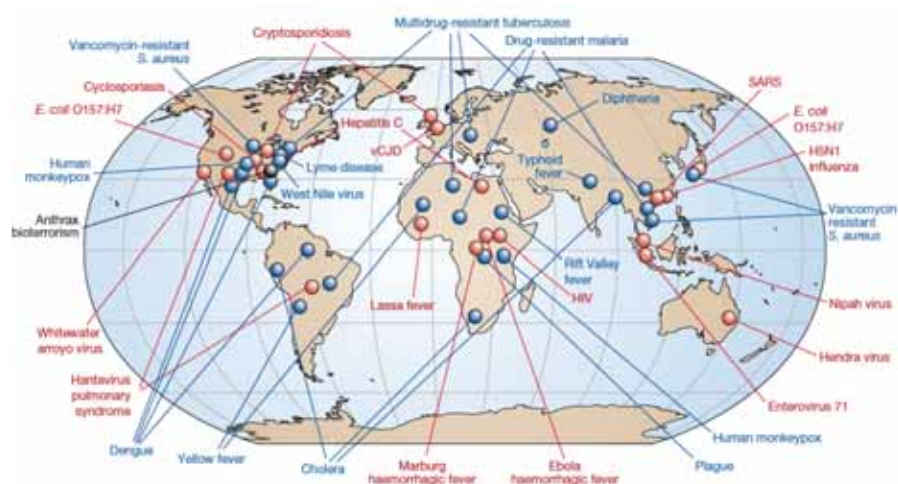 Multidrug-resistant tuberculosis
Cryptosporidiosis
Drug-resistant malaria
Vancomycin-resistant
S. aureus
SARS
Cyclosporiasis
Diphtheria
E. coli
O157:H7
E. coli O157:H7
Hepatitis C
H5N1
influenza
vCJD
Human
monkeypox
Lyme disease
Typhoid
fever
West Nile virus
Anthrax
bioterrorism
Vancomycin
resistant
S. aureus
Rift Valley
fever
Lassa fever
HIV
Nipah virus
Whitewater
arroyo virus
Hendra virus
Hantavirus
pulmonary
syndrome
Enterovirus 71
Dengue
Yellow fever
Cholera
Human monkeypox
Marburg
haemorrhagic fever
Ebola
haemorrhagic fever
Plague